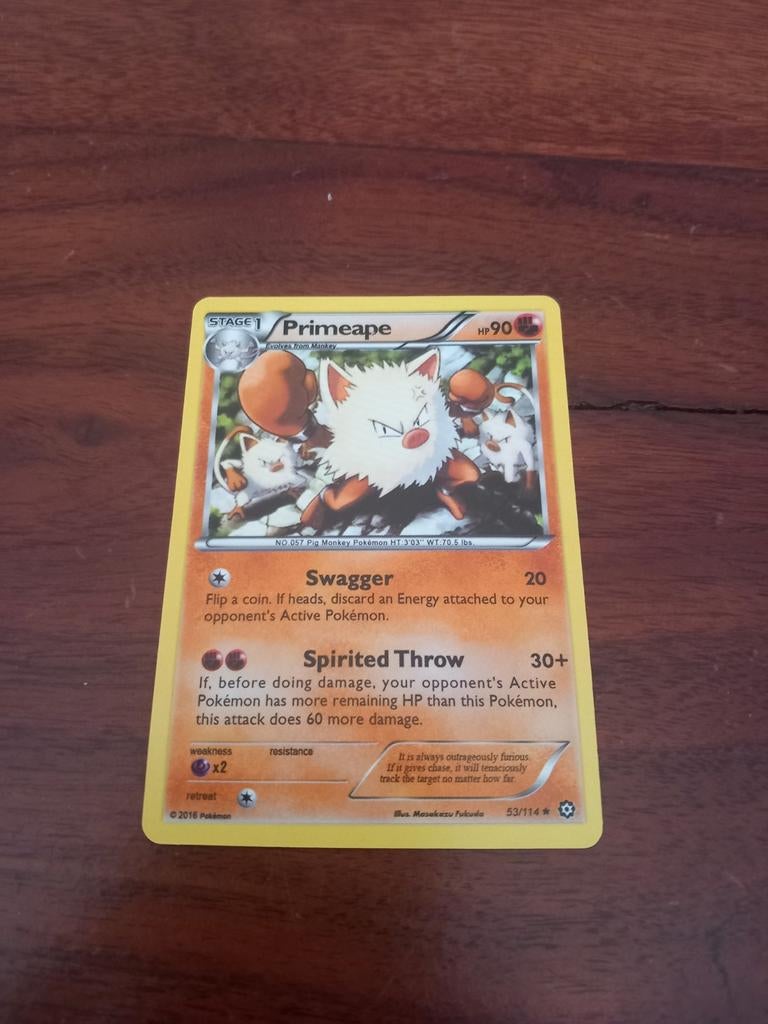 STAGE 1 Primeape HP 90
Evolves from Mankey
NO.057 Pig Monkey Pokémon HT:3'03" WT:70.5 lbs.
Swagger 20
Flip a coin. If heads, discard an Energy attached to your
opponent's Active Pokémon.
Spirited Throw 30+
If, before doing damage, your opponent's Active
Pokémon has more remaining HP than this Pokémon,
this attack does 60 more damage.
weakness resistance
x2
It is always outrageously furious.
If it gives chase, it will tenaciously
track the target no matter how far.
retreat
© 2016 Pokémon Illus. Masakazu Fukuda 53/114 ★